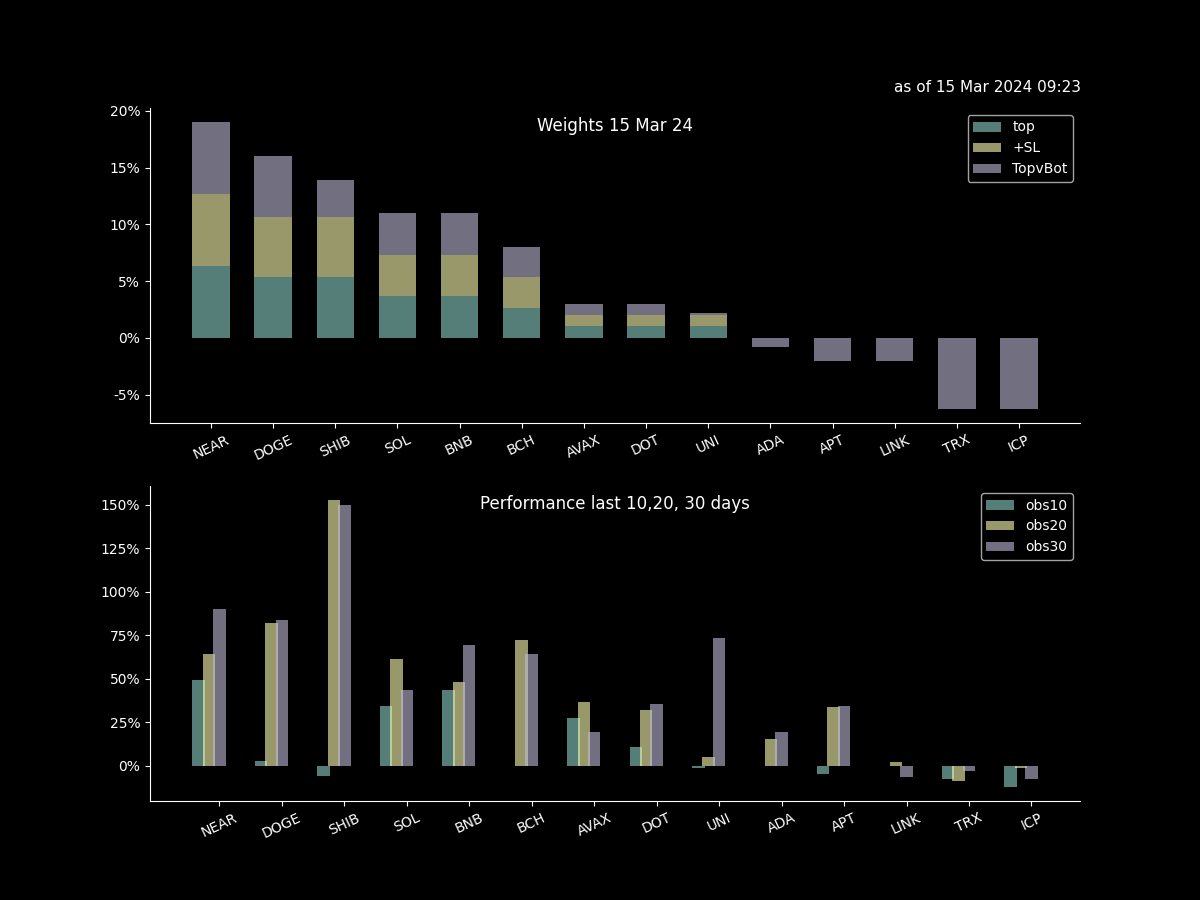 as of 15 Mar 2024 09:23
Weights 15 Mar 24
top
+SL
TopvBot
20%
15%
10%
5%
0%
-5%
NEAR DOGE SHIB SOL BNB BCH AVAX DOT UNI ADA APT LINK TRX ICP
Performance last 10,20, 30 days
obs10
obs20
obs30
150%
125%
100%
75%
50%
25%
0%
NEAR DOGE SHIB SOL BNB BCH AVAX DOT UNI ADA APT LINK TRX ICP